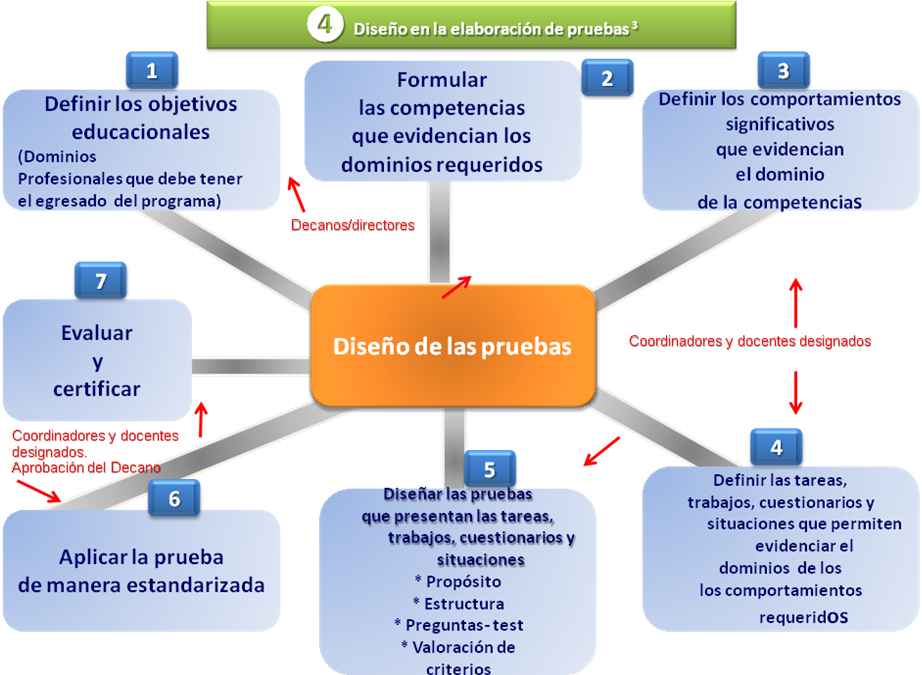 4 Diseño en la elaboración de pruebas³
1
Definir los objetivos
educacionales
(Dominios
Profesionales que debe tener
el egresado del programa)
2
Formular
las competencias
que evidencian los
dominios requeridos
3
Definir los comportamientos
significativos
que evidencian
el dominio
de la competencias
Decanos/directores
7
Evaluar
y
certificar
Diseño de las pruebas
Coordinadores y docentes designados
Coordinadores y docentes
designados.
Aprobación del Decano
6
Aplicar la prueba
de manera estandarizada
5
Diseñar las pruebas
que presentan las tareas,
trabajos, cuestionarios y
situaciones
* Propósito
* Estructura
* Preguntas- test
* Valoración de
criterios
4
Definir las tareas,
trabajos, cuestionarios y
situaciones que permiten
evidenciar el
dominios de los
los comportamientos
requeridOS